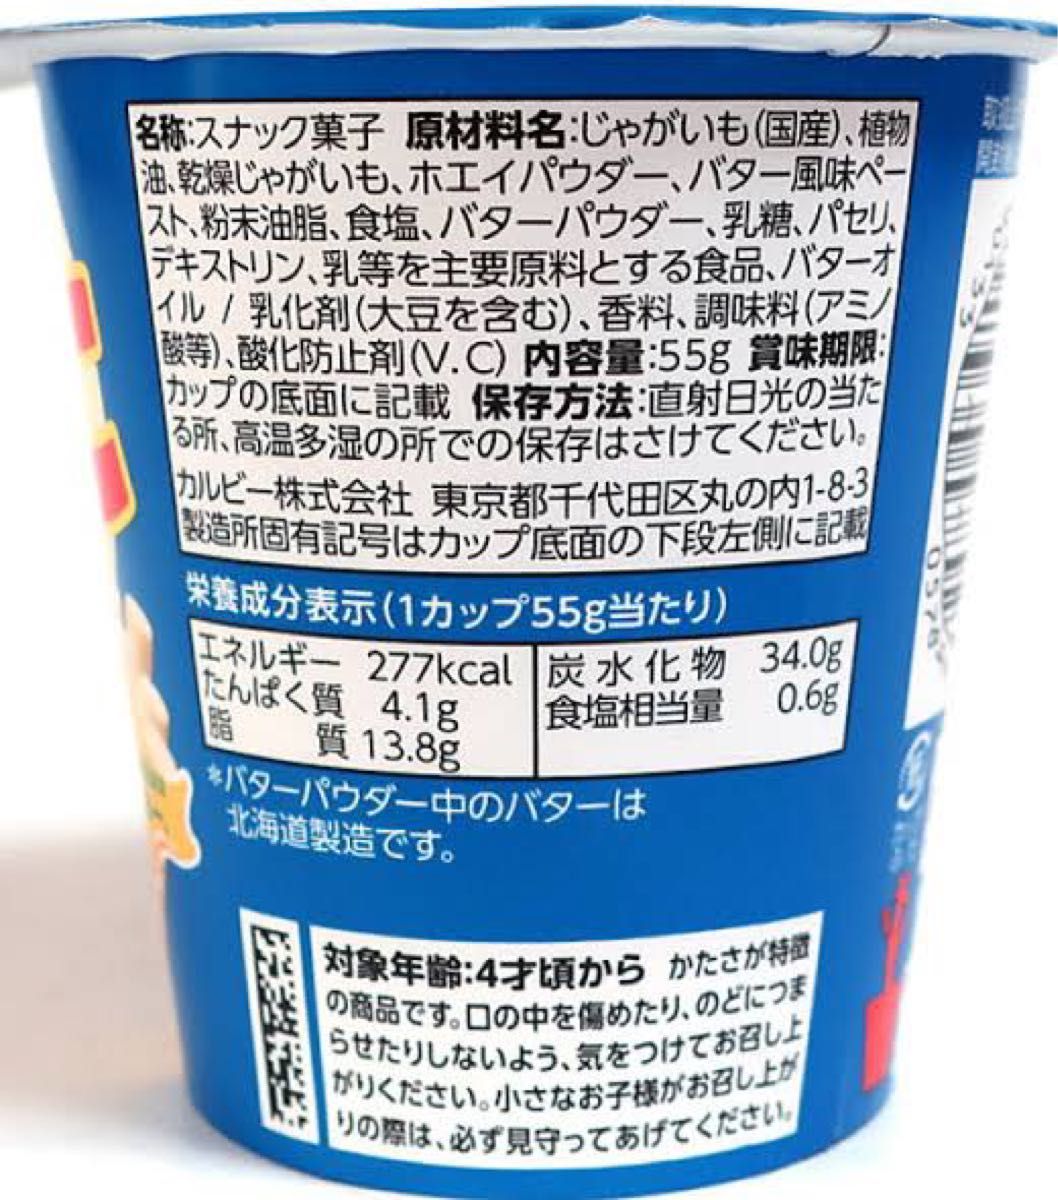 名称:スナック菓子 原材料名:じゃがいも(国産)、植物
油、乾燥じゃがいも、ホエイパウダー、バター風味ペー
スト、粉末油脂、食塩、バターパウダー、乳糖、パセリ、
デキストリン、乳等を主要原料とする食品、バターオ
イル / 乳化剤(大豆を含む)、香料、調味料(アミノ
酸等)、酸化防止剤(V.C) 内容量:55g 賞味期限:
カップの底面に記載 保存方法:直射日光の当た
る所、高温多湿の所での保存はさけてください。
カルビー株式会社 東京都千代田区丸の内1-8-3
製造所固有記号はカップ底面の下段左側に記載
栄養成分表示(1カップ55g当たり)
エネルギー 277kcal
たんぱく質 4.1g
脂質 13.8g
炭水化物 34.0g
食塩相当量 0.6g
*バターパウダー中のバターは
北海道製造です。
対象年齢:4才頃から かたさが特徴
の商品です。口の中を傷めたり、のどにつま
らせたりしないよう、気をつけてお召し上
がりください。小さなお子様がお召し上が
りの際は、必ず見守ってあげてください。